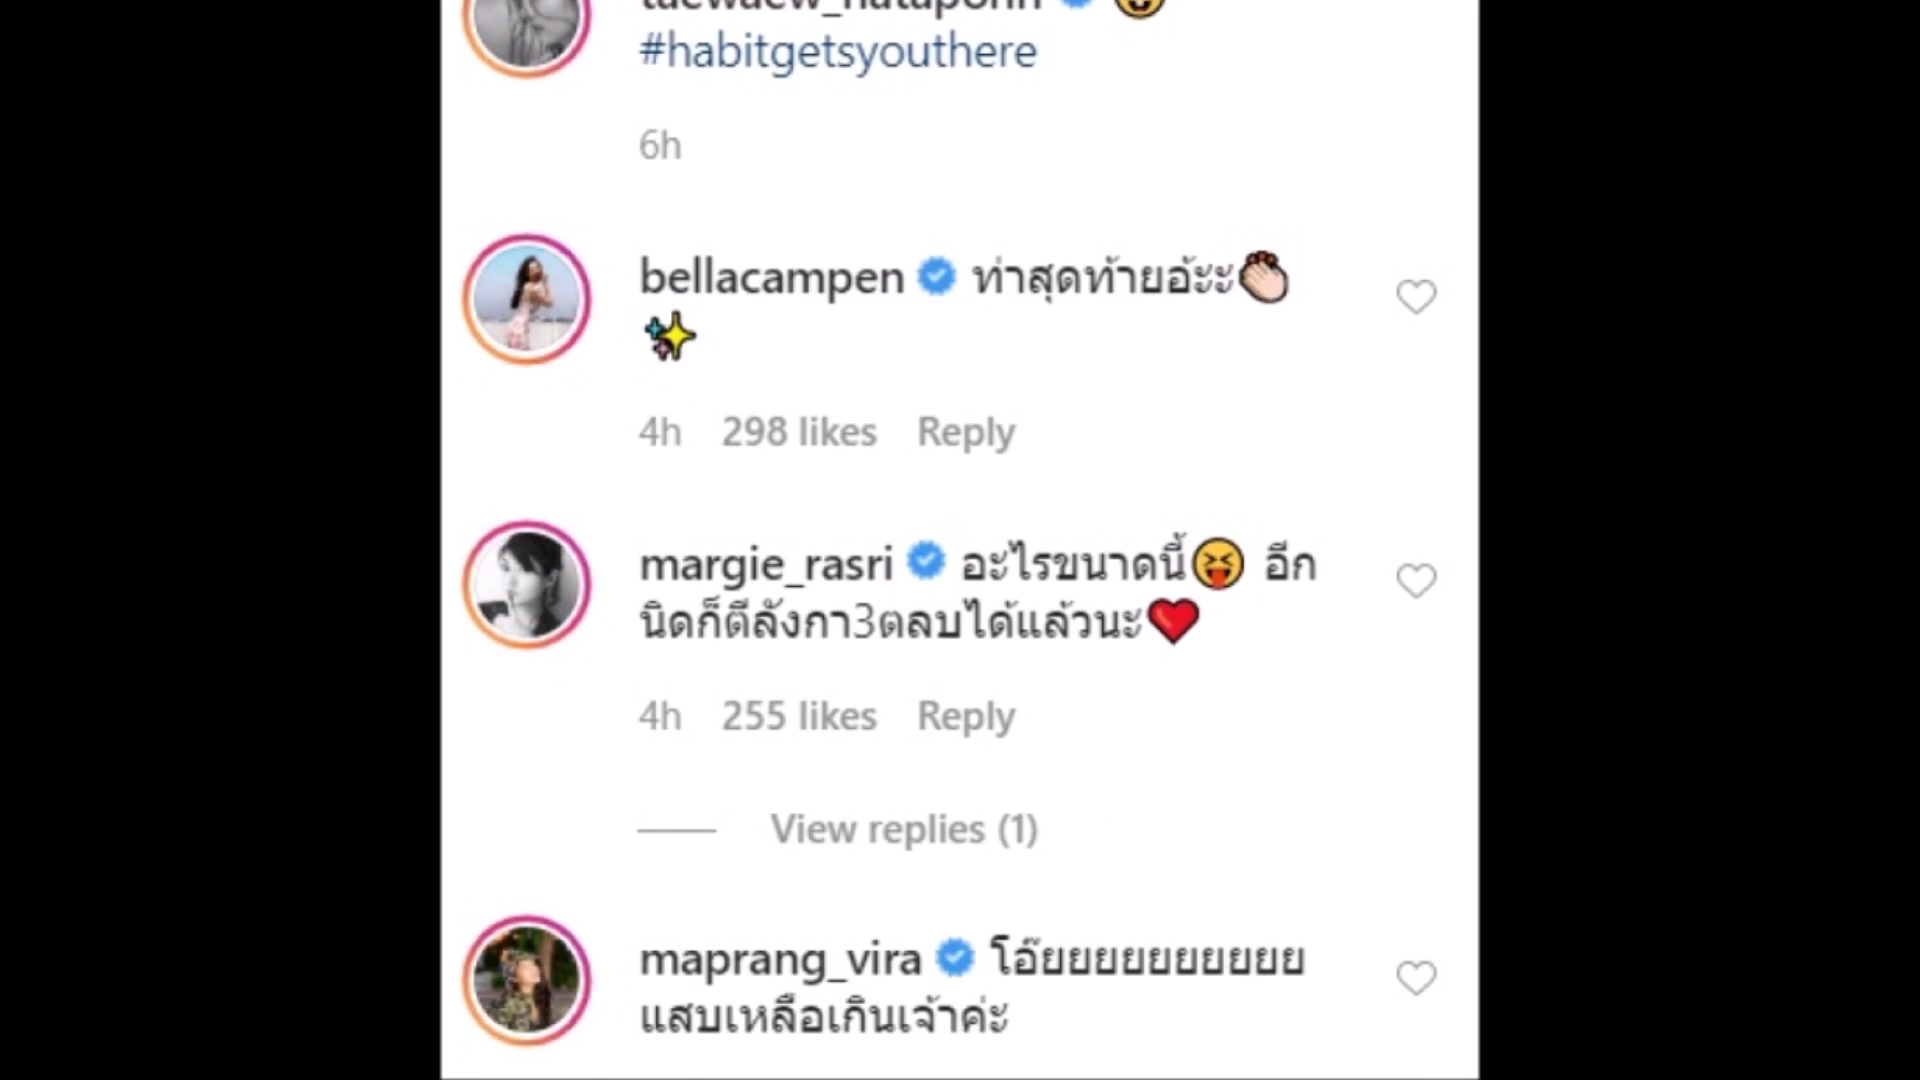 taewaew_nataporn
#habitgetsyouthere
6h
bellacampen ท่าสุดท้ายอ้ะะ👏
✨
4h 298 likes Reply
margie_rasri อะไรขนาดนี้😝 อีก
นิดก็ตีลังกา3ตลบได้แล้วนะ❤️
4h 255 likes Reply
View replies (1)
maprang_vira โอ๊ยยยยยยยยยย
แสบเหลือเกินเจ้าค่ะ